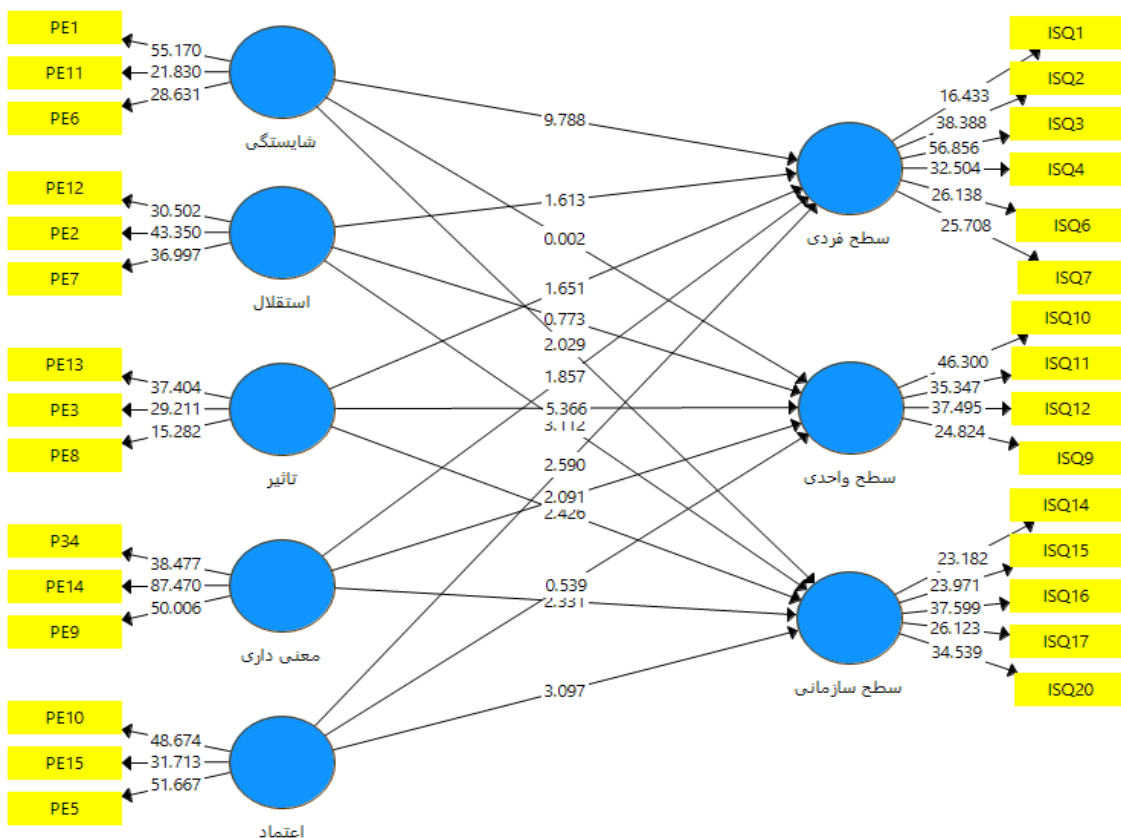 PE1
PE11
PE6
55.170
21.830
28.631
شایستگی
PE12
PE2
PE7
30.502
43.350
36.997
استقلال
PE13
PE3
PE8
37.404
29.211
15.282
تاثیر
P34
PE14
PE9
38.477
87.470
50.006
معنی داری
PE10
PE15
PE5
48.674
31.713
51.667
اعتماد
9.788
1.613
0.002
1.651
0.773
2.029
1.857
5.366
3.112
2.590
2.091
2.426
0.539
2.331
3.097
سطح فردی
16.433
38.388
56.856
32.504
26.138
25.708
ISQ1
ISQ2
ISQ3
ISQ4
ISQ6
ISQ7
سطح واحدی
46.300
35.347
37.495
24.824
ISQ10
ISQ11
ISQ12
ISQ9
سطح سازمانی
23.182
23.971
37.599
26.123
34.539
ISQ14
ISQ15
ISQ16
ISQ17
ISQ20